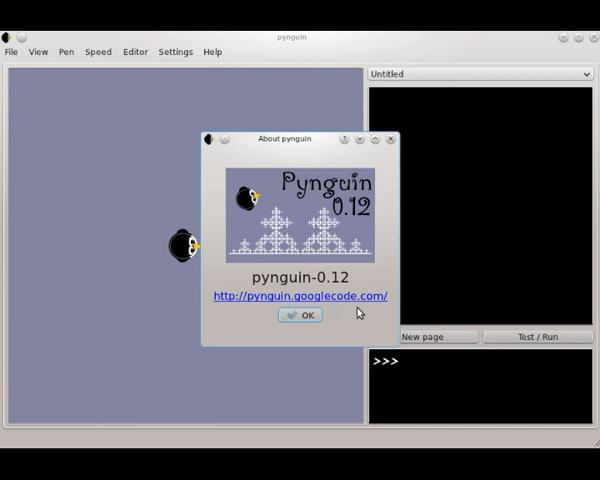 pynguin
File View Pen Speed Editor Settings Help
Untitled
About pynguin
Pynguin
0.12
pynguin-0.12
http://pynguin.googlecode.com/
OK
New page Test / Run
>>>